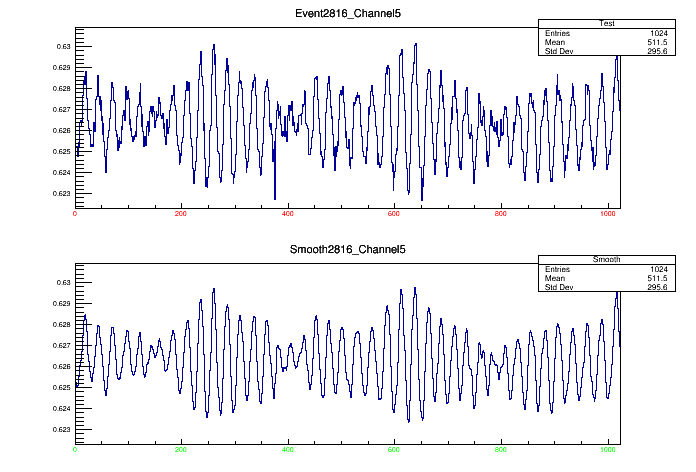 Event2816_Channel5
Test
Entries 1024
Mean 511.5
Std Dev 295.6
0.63
0.629
0.628
0.627
0.626
0.625
0.624
0.623
0 200 400 600 800 1000
Smooth2816_Channel5
Smooth
Entries 1024
Mean 511.5
Std Dev 295.6
0.63
0.629
0.628
0.627
0.626
0.625
0.624
0.623
0 200 400 600 800 1000